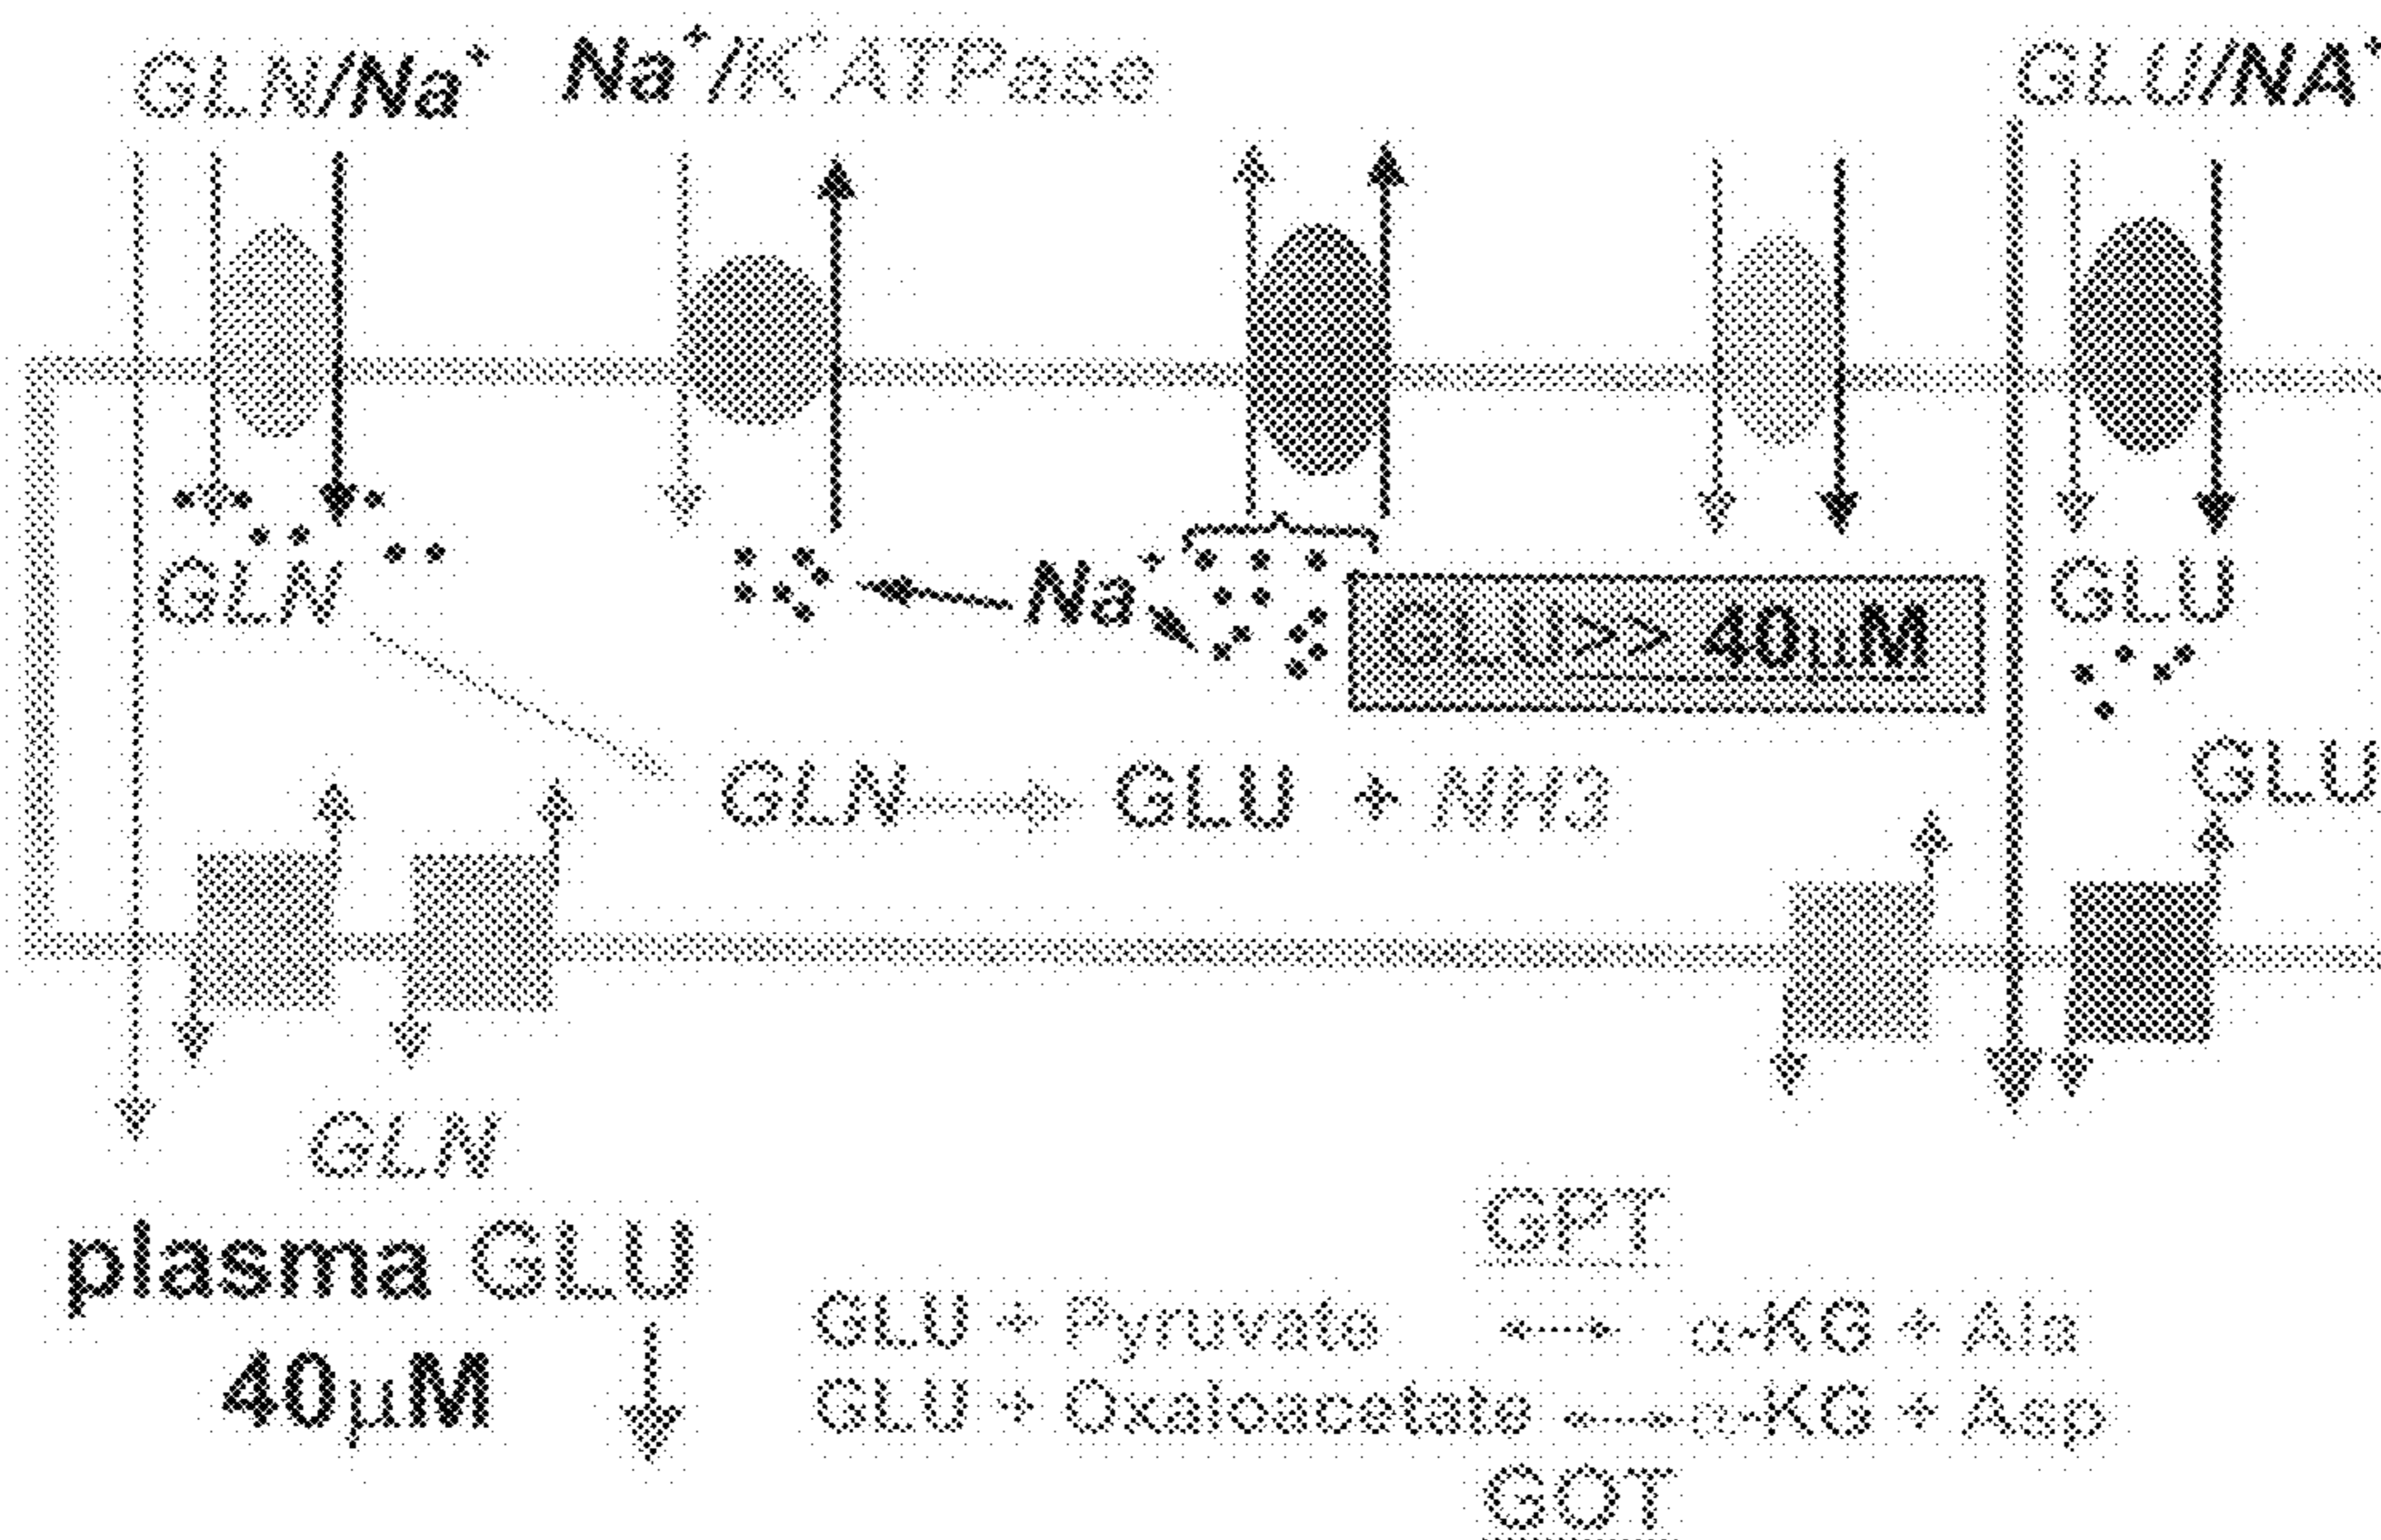 GLN/Na⁺ Na⁺/K⁺ATPase GLU/NA⁺
GLN
Na⁺
GLU>> 40µM
GLU
GLN GLU + NH3
GLU
GLN
plasma GLU
40µM
GPT
GLU + Pyruvate ↔ α-KG + Ala
GLU + Oxaloacetate ↔ α-KG + Asp
GOT